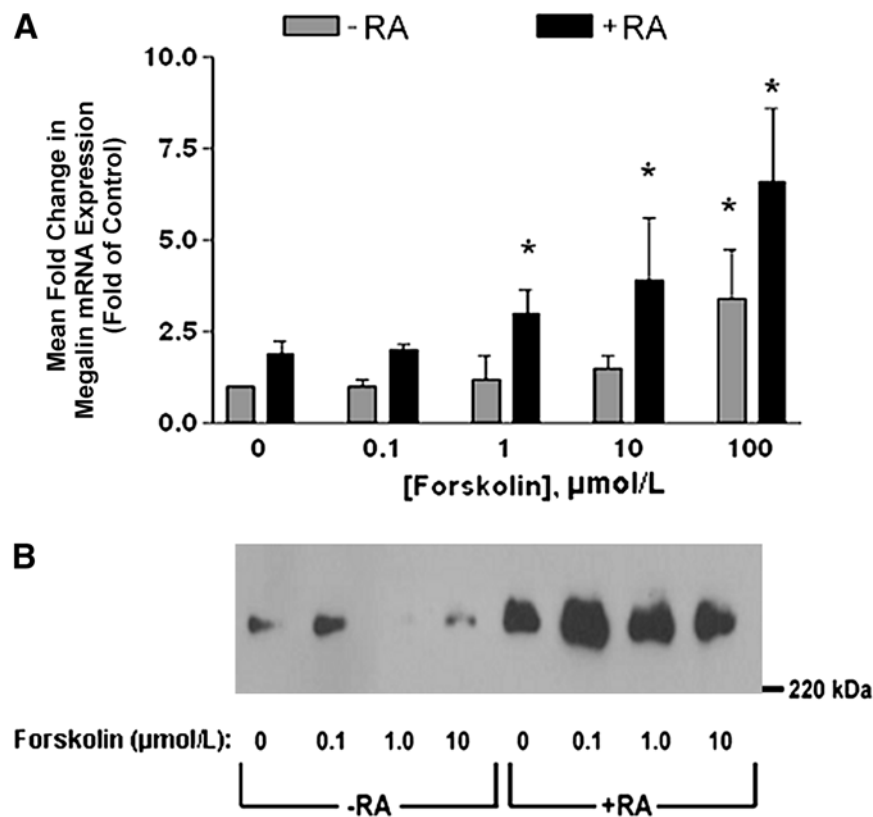 A
- RA
+ RA
Mean Fold Change in
Megalin mRNA Expression
(Fold of Control)
10.0
7.5
5.0
2.5
0.0
* * * *
0 0.1 1 10 100
[Forskolin], µmol/L
B
220 kDa
Forskolin (µmol/L): 0 0.1 1.0 10 0 0.1 1.0 10
-RA +RA